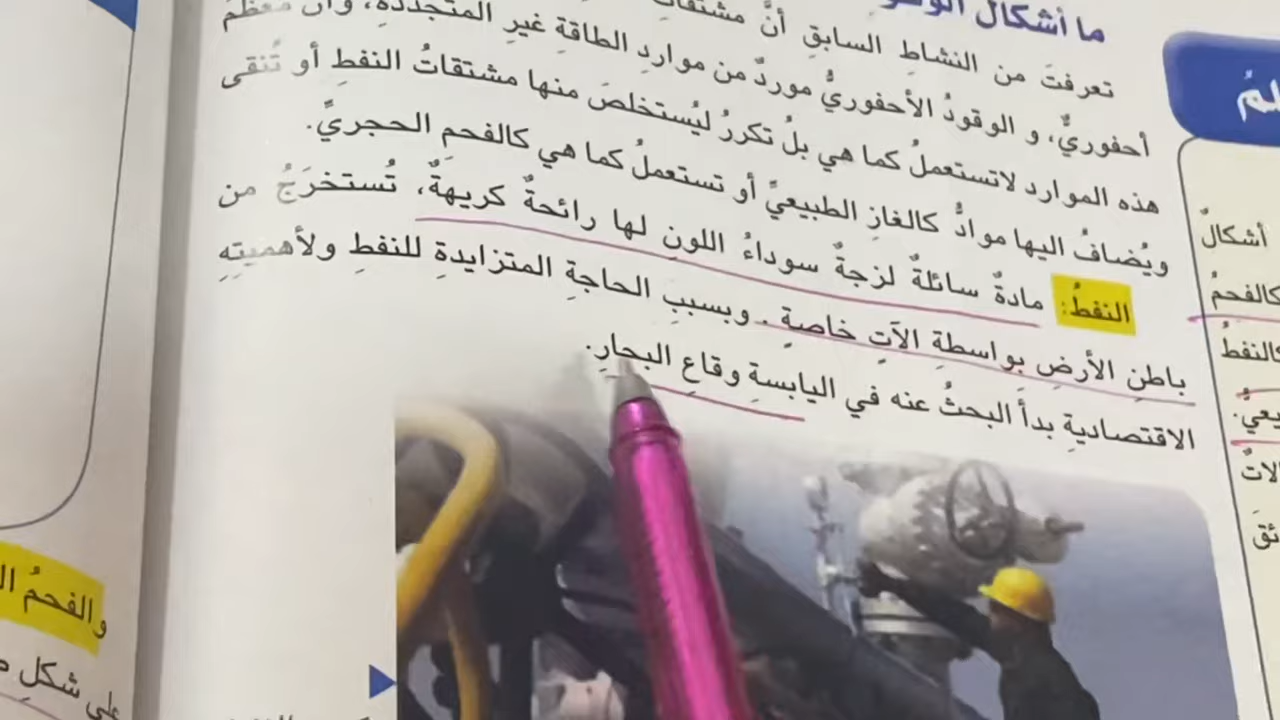 ما أشكال الوقود
تعرفتَ من النشاطِ السابقِ أنَّ مشتقات
أحفوريٌّ، و الوقودُ الأحفوريُّ موردٌ من مواردِ الطاقةِ غيرِ المتجددةِ، وأن معظمَ
هذه الموارد لاتستعملُ كما هي بلُ تكررُ ليُستخلصَ منها مشتقاتُ النفطِ أو تُنقى
ويُضافُ اليها موادُّ كالغازِ الطبيعيِّ أو تستعملُ كما هي كالفحمِ الحجريِّ.
النفطُ: مادةٌ سائلةٌ لزجةٌ سوداءُ اللونِ لها رائحةٌ كريهةٌ، تُستخرَجُ من
باطنِ الأرضِ بواسطةِ الآتٍ خاصةٍ. وبسببِ الحاجةِ المتزايدةِ للنفطِ ولأهميتِهِ
الاقتصاديةِ بدأَ البحثُ عنه في اليابسةِ وقاعِ البحارِ.
أشكالٌ
كالفحمُ
كالنفطُ
والفحمُ
على شكلِ